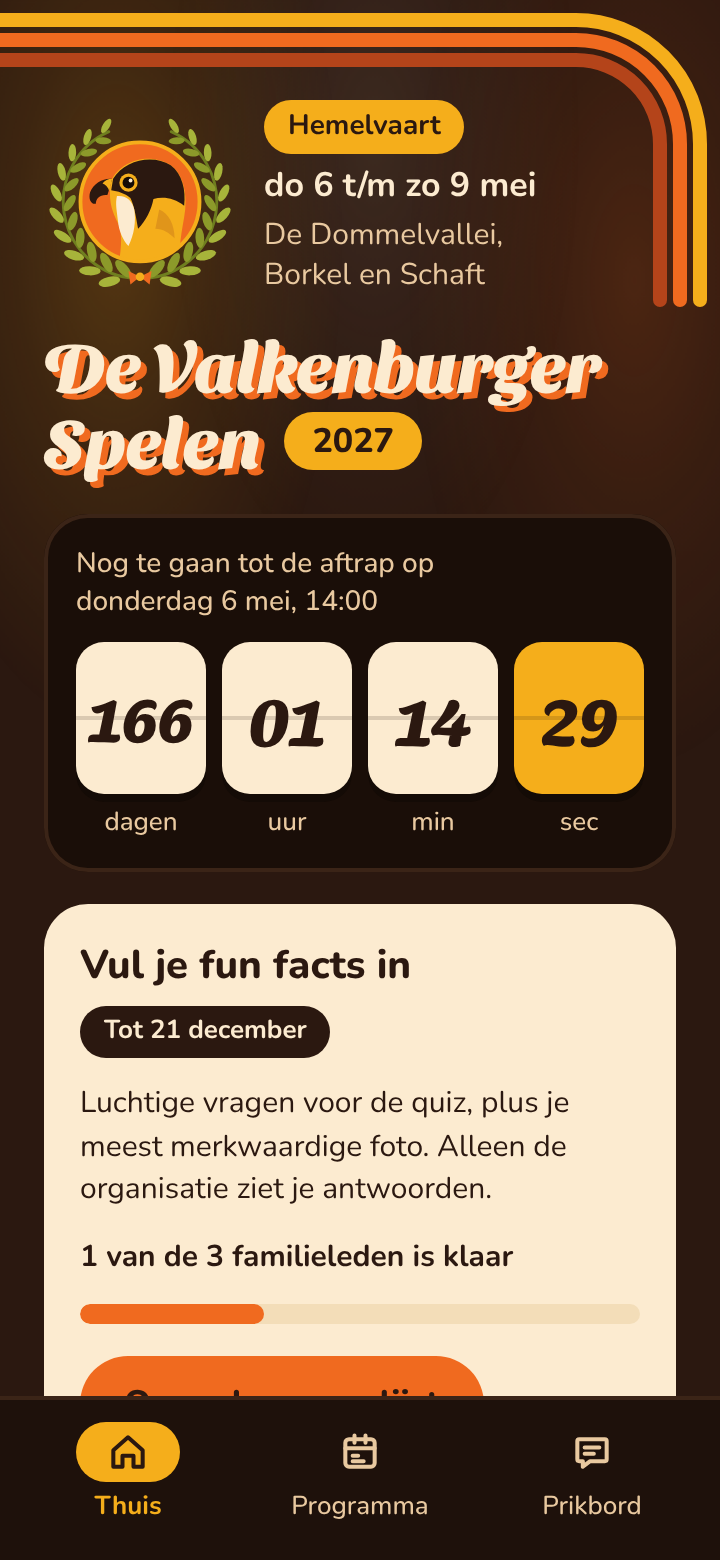 Hemelvaart
do 6 t/m zo 9 mei
De Dommelvallei,
Borkel en Schaft
De Valkenburger
Spelen 2027
Nog te gaan tot de aftrap op
donderdag 6 mei, 14:00
166 01 14 29
dagen uur min sec
Vul je fun facts in
Tot 21 december
Luchtige vragen voor de quiz, plus je
meest merkwaardige foto. Alleen de
organisatie ziet je antwoorden.
1 van de 3 familieleden is klaar
Thuis Programma Prikbord